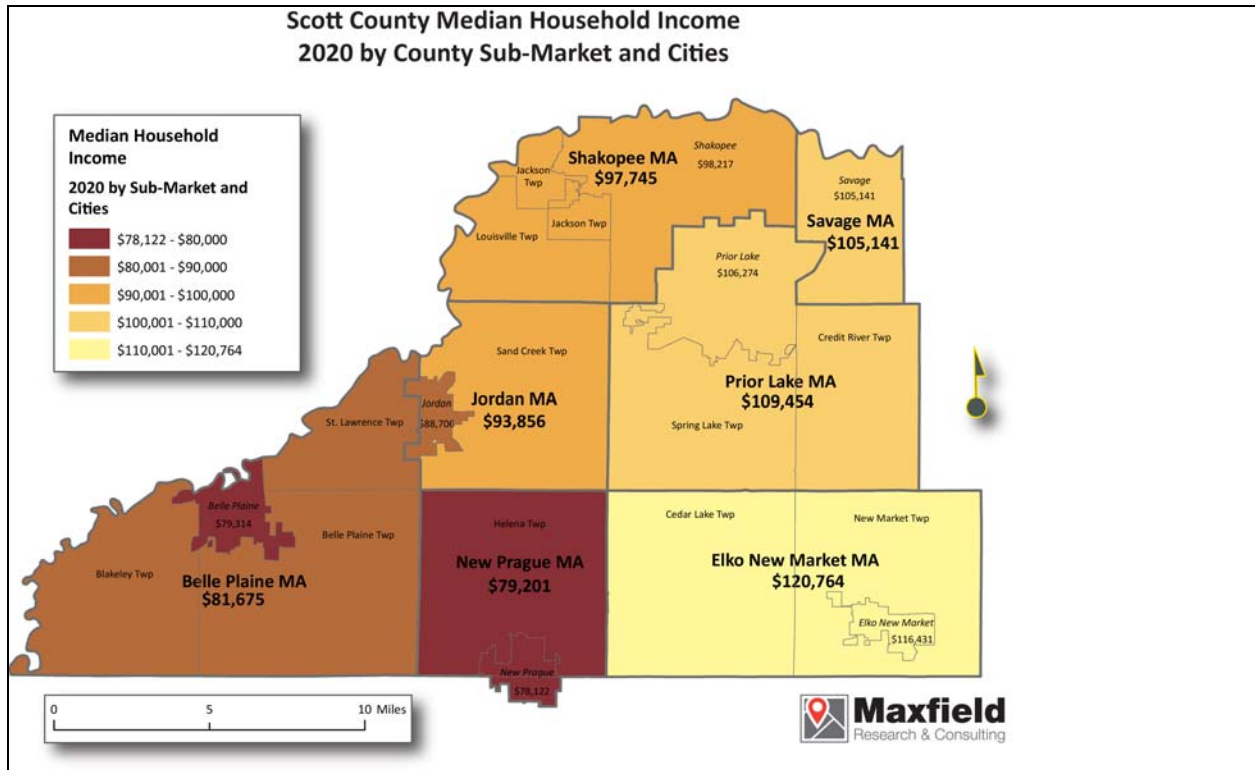 Scott County Median Household Income
2020 by County Sub-Market and Cities
Median Household
Income
2020 by Sub-Market and
Cities
$78,122 - $80,000
$80,001 - $90,000
$90,001 - $100,000
$100,001 - $110,000
$110,001 - $120,764
Shakopee
$98,217
Shakopee MA
$97,745
Jackson
Twp
Jackson Twp
Louisville Twp
Savage
$105,141
Savage MA
$105,141
Prior Lake
$106,274
Sand Creek Twp
Credit River Twp
Jordan
$88,706
Jordan MA
$93,856
Prior Lake MA
$109,454
St. Lawrence Twp
Spring Lake Twp
Belle Plaine
$79,314
Belle Plaine Twp
Blakeley Twp
Belle Plaine MA
$81,675
Helena Twp
New Prague MA
$79,201
New Prague
$78,122
Cedar Lake Twp
New Market Twp
Elko New Market MA
$120,764
Elko New Market
$116,431
0 5 10 Miles
Maxfield
Research & Consulting